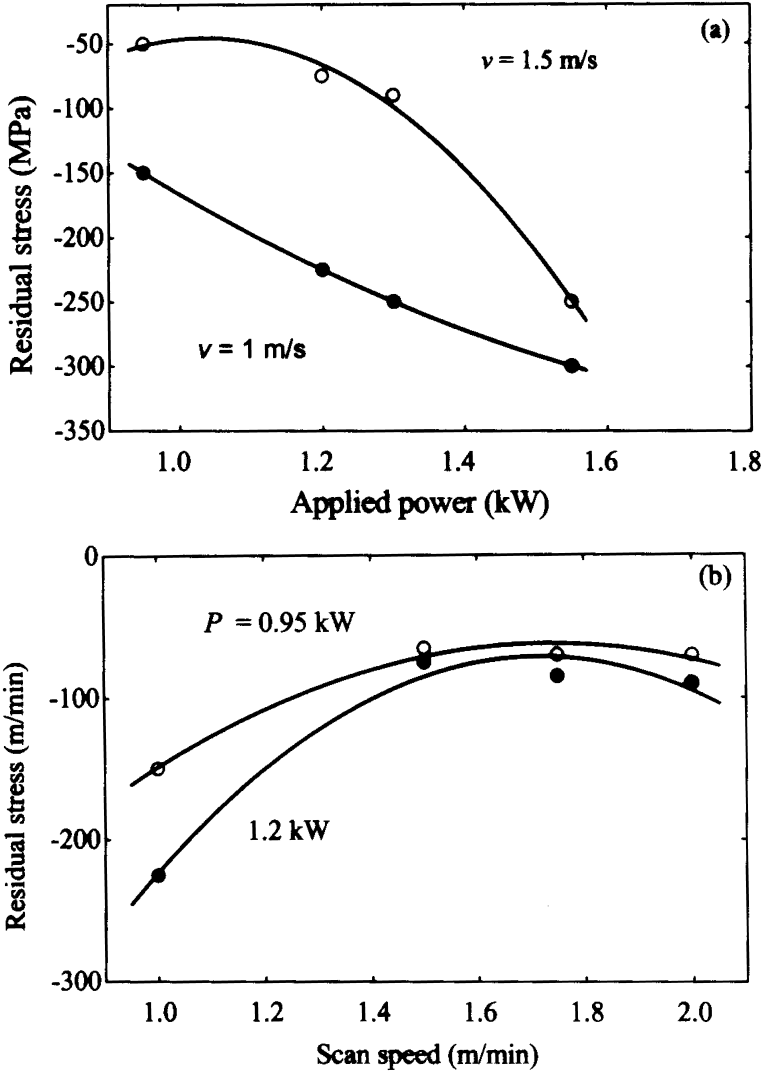 (a)
v = 1.5 m/s
-50
-100
-150
-200
-250
-300
-350
Residual stress (MPa)
v = 1 m/s
1.0 1.2 1.4 1.6 1.8
Applied power (kW)
0
-100
-200
-300
Residual stress (m/min)
(b)
P = 0.95 kW
1.2 kW
1.0 1.2 1.4 1.6 1.8 2.0
Scan speed (m/min)